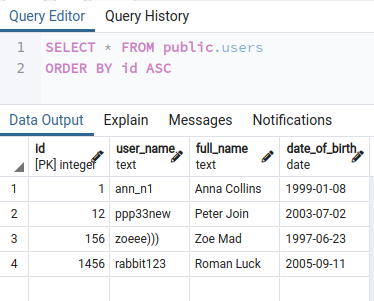 Query Editor Query History
1 SELECT * FROM public.users
2 ORDER BY id ASC
Data Output Explain Messages Notifications
id user_name full_name date_of_birth
[PK] integer text text date
1 1 ann_n1 Anna Collins 1999-01-08
2 12 ppp33new Peter Join 2003-07-02
3 156 zoeee))) Zoe Mad 1997-06-23
4 1456 rabbit123 Roman Luck 2005-09-11